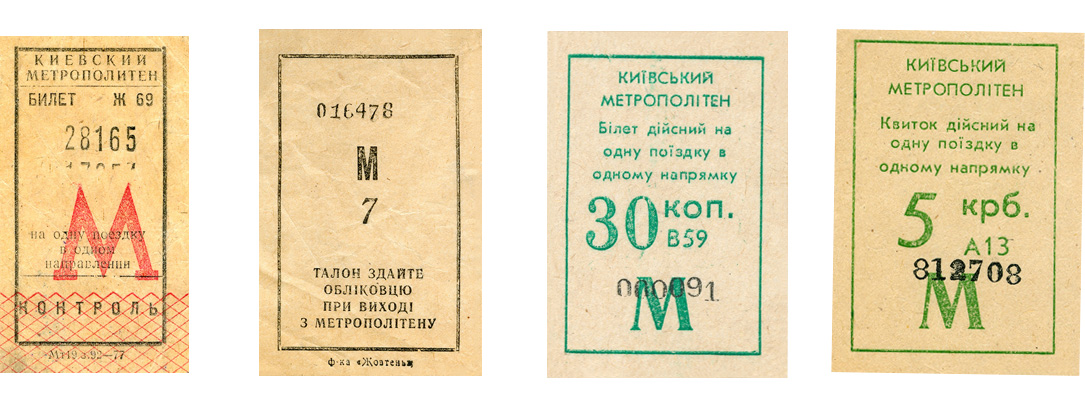 КИЕВСКИЙ
МЕТРОПОЛИТЕН
БИЛЕТ Ж 69
28165
М
на одну поездку
в одном
направлении
КОНТРОЛЬ
016478
М
7
ТАЛОН ЗДАЙТЕ
ОБЛІКОВЦЮ
ПРИ ВИХОДІ
З МЕТРОПОЛІТЕНУ
ф-ка «Жовтень»
КИЇВСЬКИЙ
МЕТРОПОЛІТЕН
Білет дійсний на
одну поїздку в
одному напрямку
30 коп.
В59
М
КИЇВСЬКИЙ
МЕТРОПОЛІТЕН
Квиток дійсний на
одну поїздку в
одному напрямку
5 крб.
А13
812708
М